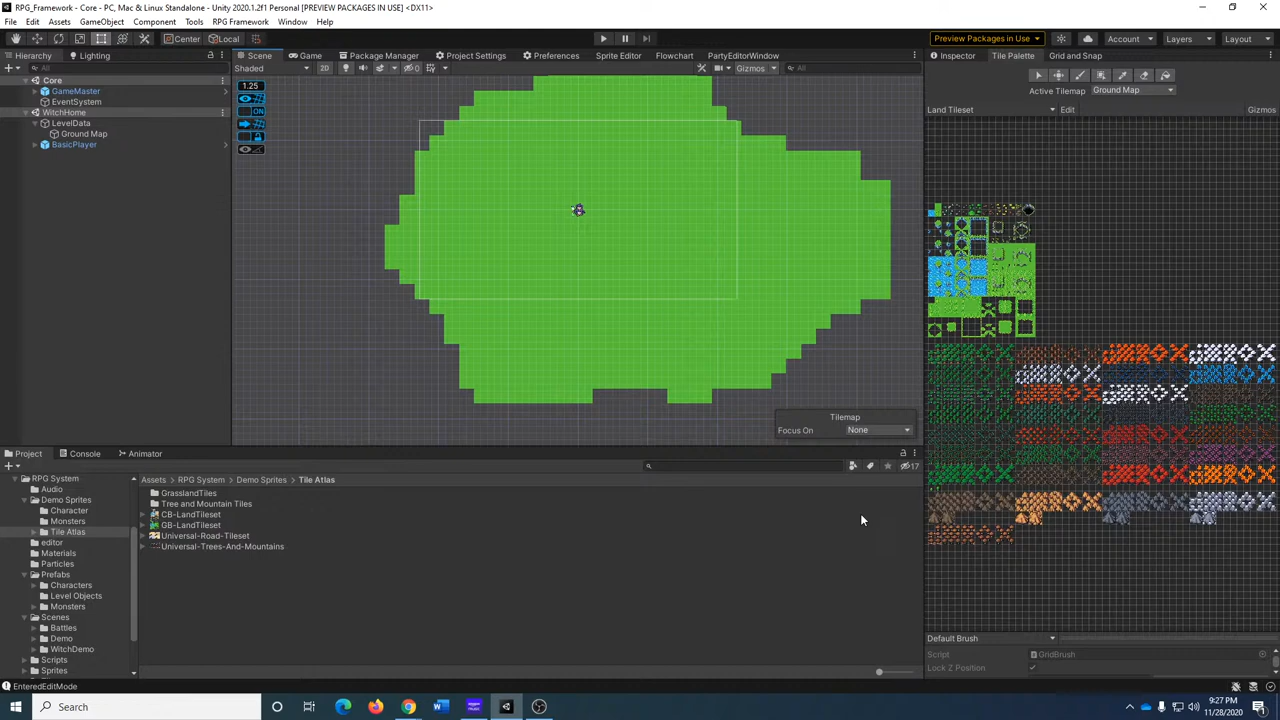 RPG_Framework - Core - PC, Mac & Linux Standalone - Unity 2020.1.2f1 Personal [PREVIEW PACKAGES IN USE] <DX11>
File Edit Assets GameObject Component Tools RPG Framework Window Help
Center Local Preview Packages in Use Account Layers Layout
Hierarchy Lighting Scene Game Package Manager Project Settings Preferences Sprite Editor Flowchart PartyEditorWindow Inspector Tile Palette Grid and Snap
All Shaded 2D 0 Gizmos All
Core 1.25 Active Tilemap Ground Map
GameMaster
EventSystem
WitchHome ON Land Tileset Edit Gizmos
LevelData
Ground Map
BasicPlayer
Tilemap
Focus On None
Project Console Animator
17
RPG System Assets RPG System Demo Sprites Tile Atlas
Audio GrasslandTiles
Demo Sprites Tree and Mountain Tiles
Character CB-LandTileset
Monsters GB-LandTileset
Tile Atlas Universal-Road-Tileset
editor Universal-Trees-And-Mountains
Materials
Particles
Prefabs
Characters
Level Objects
Monsters
Scenes
Battles
Demo Default Brush
WitchDemo Script GridBrush
Scripts Lock Z Position
Sprites
EnteredEditMode
Search 9:27 PM
11/28/2020